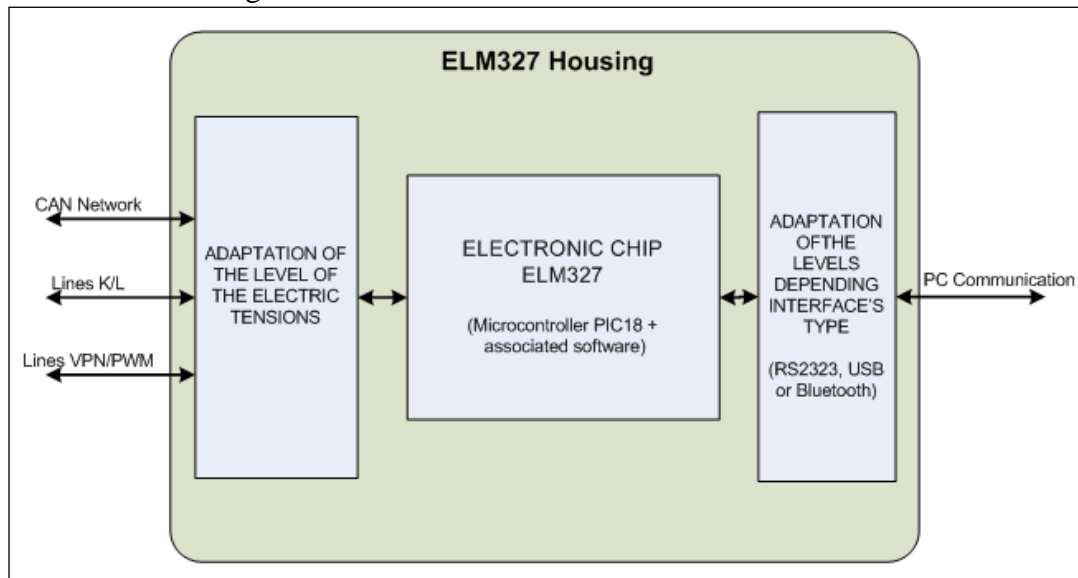 ELM327 Housing
CAN Network
Lines K/L
Lines VPN/PWM
ADAPTATION OF
THE LEVEL OF
THE ELECTRIC
TENSIONS
ELECTRONIC CHIP
ELM327
(Microcontroller PIC18 +
associated software)
ADAPTATION
OFTHE
LEVELS
DEPENDING
INTERFACE'S
TYPE
(RS2323, USB
or Bluetooth)
PC Communication